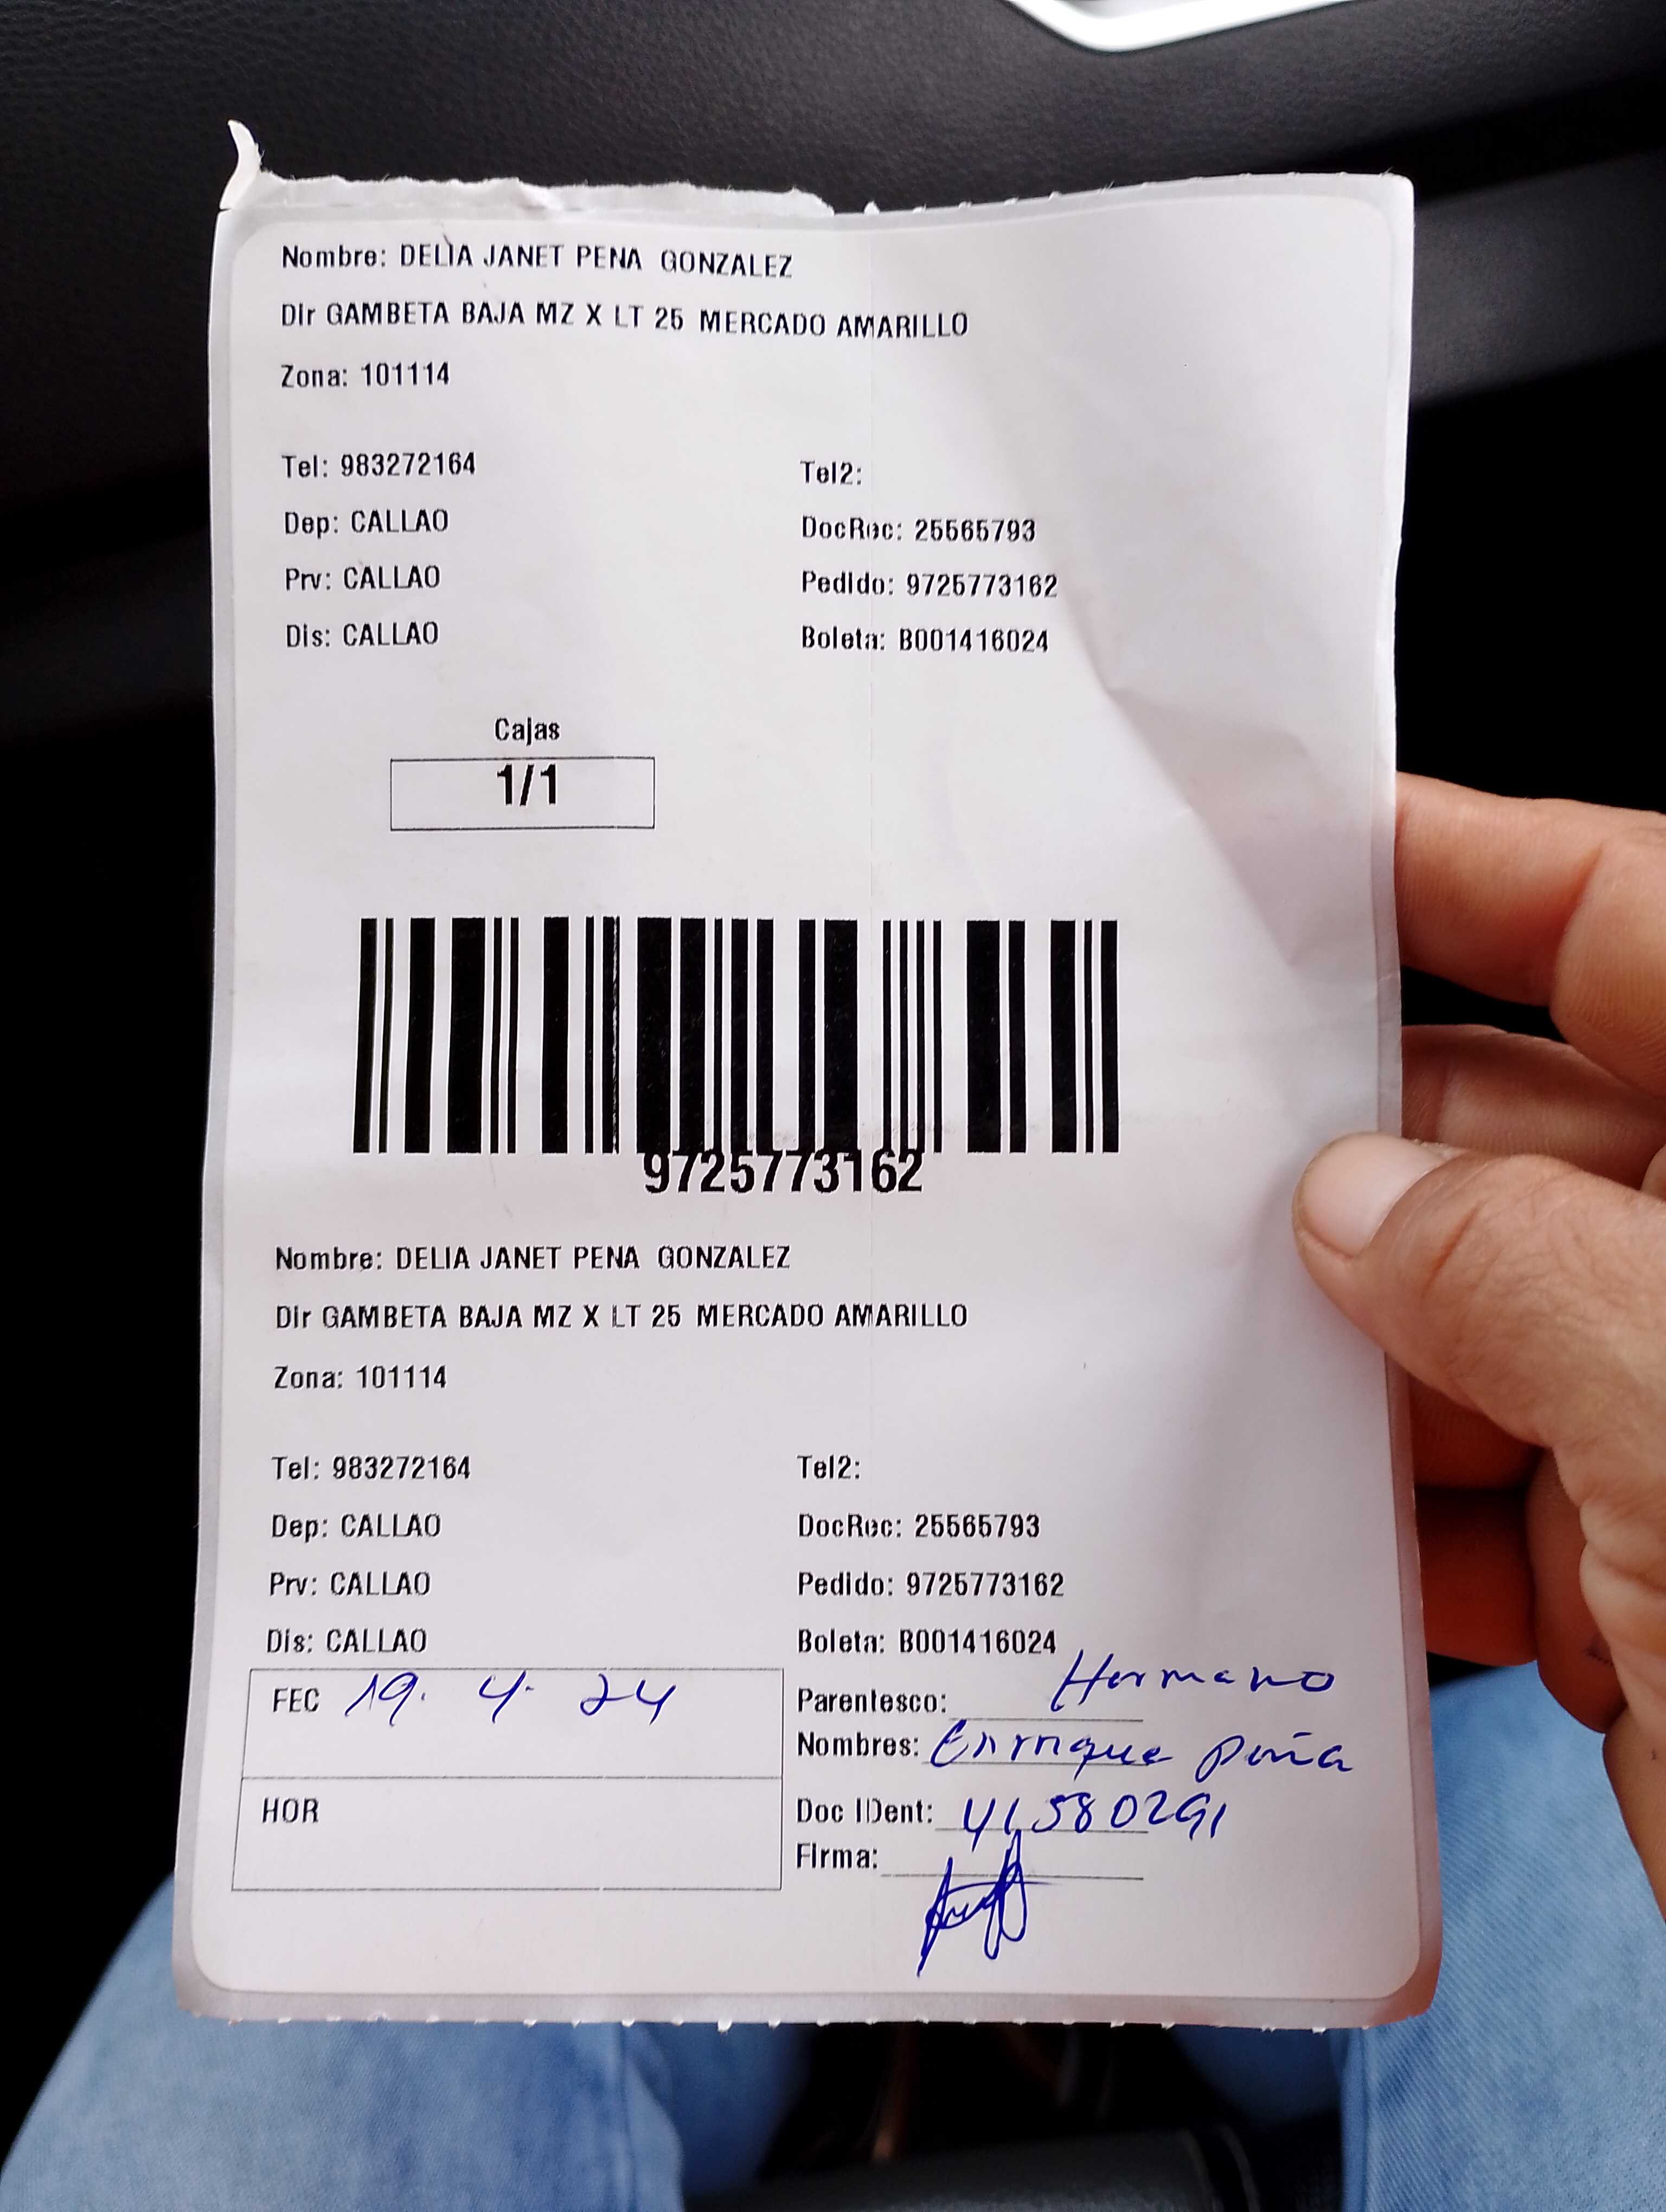 Nombre: DELIA JANET PENA GONZALEZ
Dir GAMBETA BAJA MZ X LT 25 MERCADO AMARILLO
Zona: 101114
Tel: 983272164 Tel2:
Dep: CALLAO DocRec: 25565793
Prv: CALLAO Pedido: 9725773162
Dis: CALLAO Boleta: B001416024
Cajas
1/1
9725773162
Nombre: DELIA JANET PENA GONZALEZ
Dir GAMBETA BAJA MZ X LT 25 MERCADO AMARILLO
Zona: 101114
Tel: 983272164 Tel2:
Dep: CALLAO DocRec: 25565793
Prv: CALLAO Pedido: 9725773162
Dis: CALLAO Boleta: B001416024
FEC 19. 4. 24 Parentesco: Hermano
Nombres: Enrrique Peña
HOR Doc IDent: 41580291
Firma: